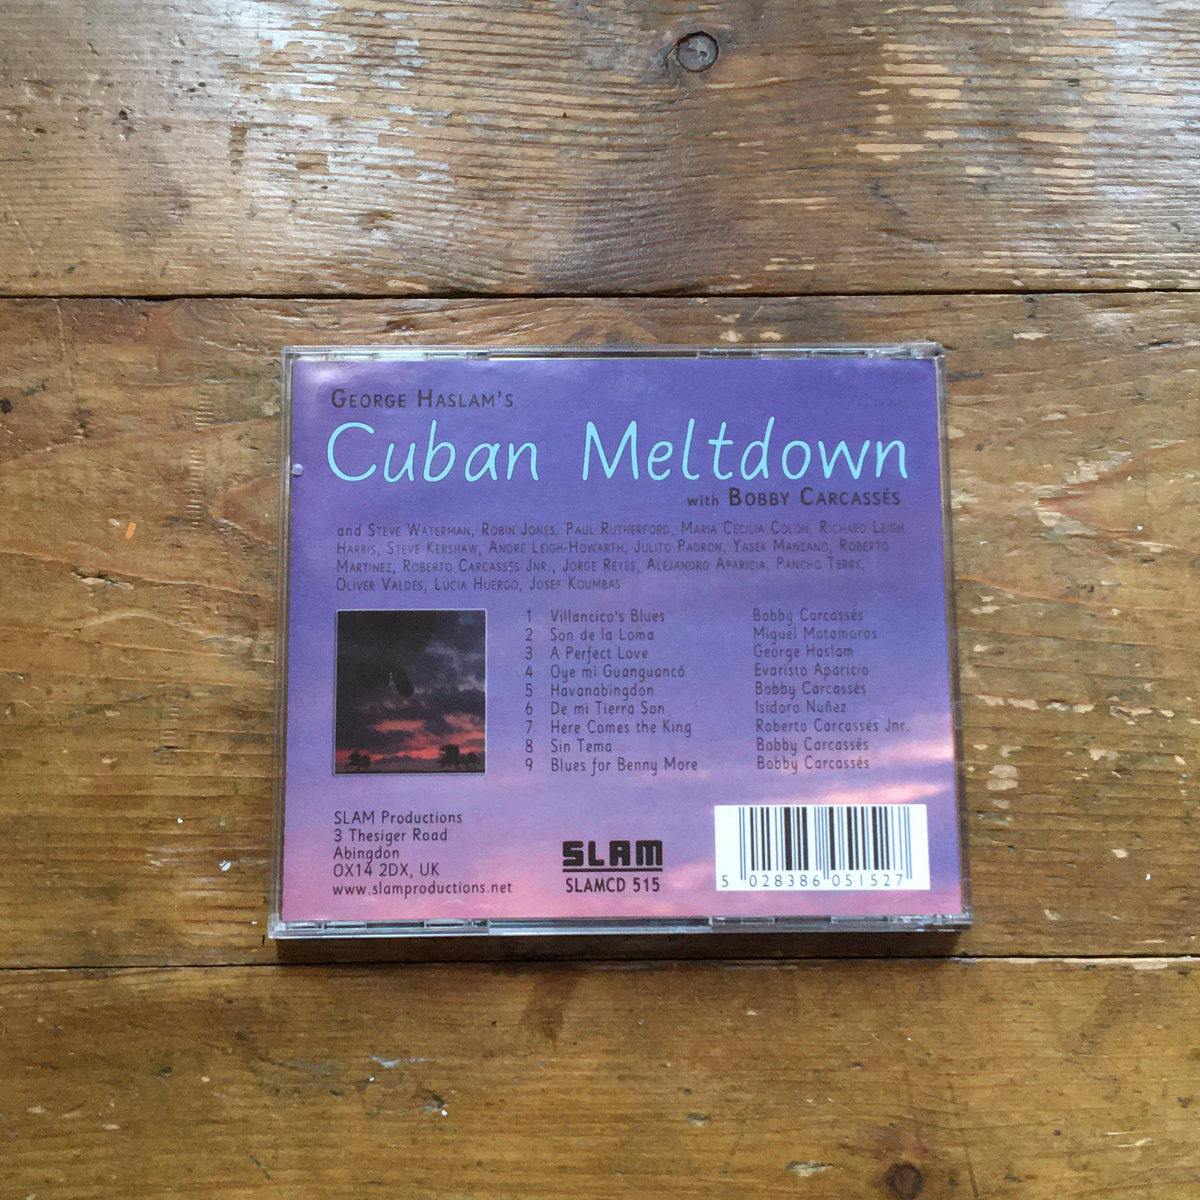 GEORGE HASLAM'S
Cuban Meltdown
with BOBBY CARCASSÉS
and STEVE WATERMAN, ROBIN JONES, PAUL RUTHERFORD, MARIA CECILIA COLÓN, RICHARD LEIGH
HARRIS, STEVE KERSHAW, ANDRÉ LEIGH-HOWARTH, JULITO PADRON, YASEK MANZANO, ROBERTO
MARTINEZ, ROBERTO CARCASSÉS JNR., JORGE REYES, ALEJANDRO APARICIA, PANCHO TERRY,
OLIVER VALDÉS, LUCIA HUERGO, JOSEF KOUMBAS
1 Villancico's Blues Bobby Carcassés
2 Son de la Loma Miguel Matamoros
3 A Perfect Love George Haslam
4 Oye mi Guanguancó Evaristo Aparicio
5 Havanabingdon Bobby Carcassés
6 De mi Tierra Son Isidoro Nuñez
7 Here Comes the King Roberto Carcassés Jnr.
8 Sin Tema Bobby Carcassés
9 Blues for Benny More Bobby Carcassés
SLAM Productions
3 Thesiger Road
Abingdon
OX14 2DX, UK
www.slamproductions.net
SLAM
SLAMCD 515
5 028386 051527